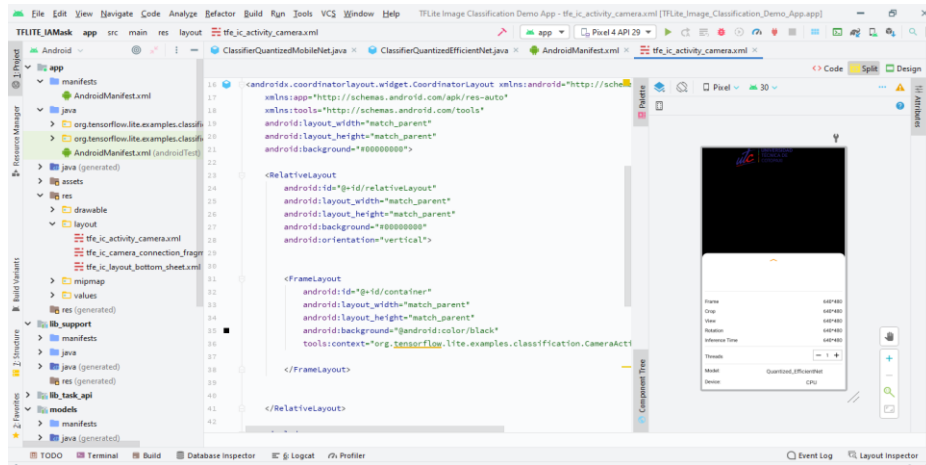 File Edit View Navigate Code Analyze Refactor Build Run Tools VCS Window Help TFLite Image Classification Demo App - tfe_ic_activity_camera.xml [TFLite_Image_Classification_Demo_App.app]
TFLITE_IAMask app src main res layout tfe_ic_activity_camera.xml app Pixel 4 API 29
Android ClassifierQuantizedMobileNet.java ClassifierQuantizedEfficientNet.java AndroidManifest.xml tfe_ic_activity_camera.xml
Code Split Design
1: Project
Resource Manager
Build Variants
7: Structure
2: Favorites
app
manifests
AndroidManifest.xml
java
org.tensorflow.lite.examples.classifi
org.tensorflow.lite.examples.classifi
AndroidManifest.xml (androidTest)
java (generated)
assets
res
drawable
layout
tfe_ic_activity_camera.xml
tfe_ic_camera_connection_fragm
tfe_ic_layout_bottom_sheet.xml
mipmap
values
res (generated)
lib_support
manifests
java
java (generated)
res (generated)
lib_task_api
models
manifests
java (generated)
16 <androidx.coordinatorlayout.widget.CoordinatorLayout xmlns:android="http://sche
17 xmlns:app="http://schemas.android.com/apk/res-auto"
18 xmlns:tools="http://schemas.android.com/tools"
19 android:layout_width="match_parent"
20 android:layout_height="match_parent"
21 android:background="#00000000">
22
23 <RelativeLayout
24 android:id="@+id/relativeLayout"
25 android:layout_width="match_parent"
26 android:layout_height="match_parent"
27 android:background="#00000000"
28 android:orientation="vertical">
29
30
31 <FrameLayout
32 android:id="@+id/container"
33 android:layout_width="match_parent"
34 android:layout_height="match_parent"
35 android:background="@android:color/black"
36 tools:context="org.tensorflow.lite.examples.classification.CameraActi
37
38 </FrameLayout>
39
40
41 </RelativeLayout>
42
Palette
Component Tree
Pixel 30
Attributes
utc
Frame 640*480
Crop 640*480
View 640*480
Rotation 640*480
Inference Time 640*480
Threads
Model Quantized_EfficientNet
Device CPU
TODO Terminal Build Database Inspector 6: Logcat Profiler Event Log Layout Inspector